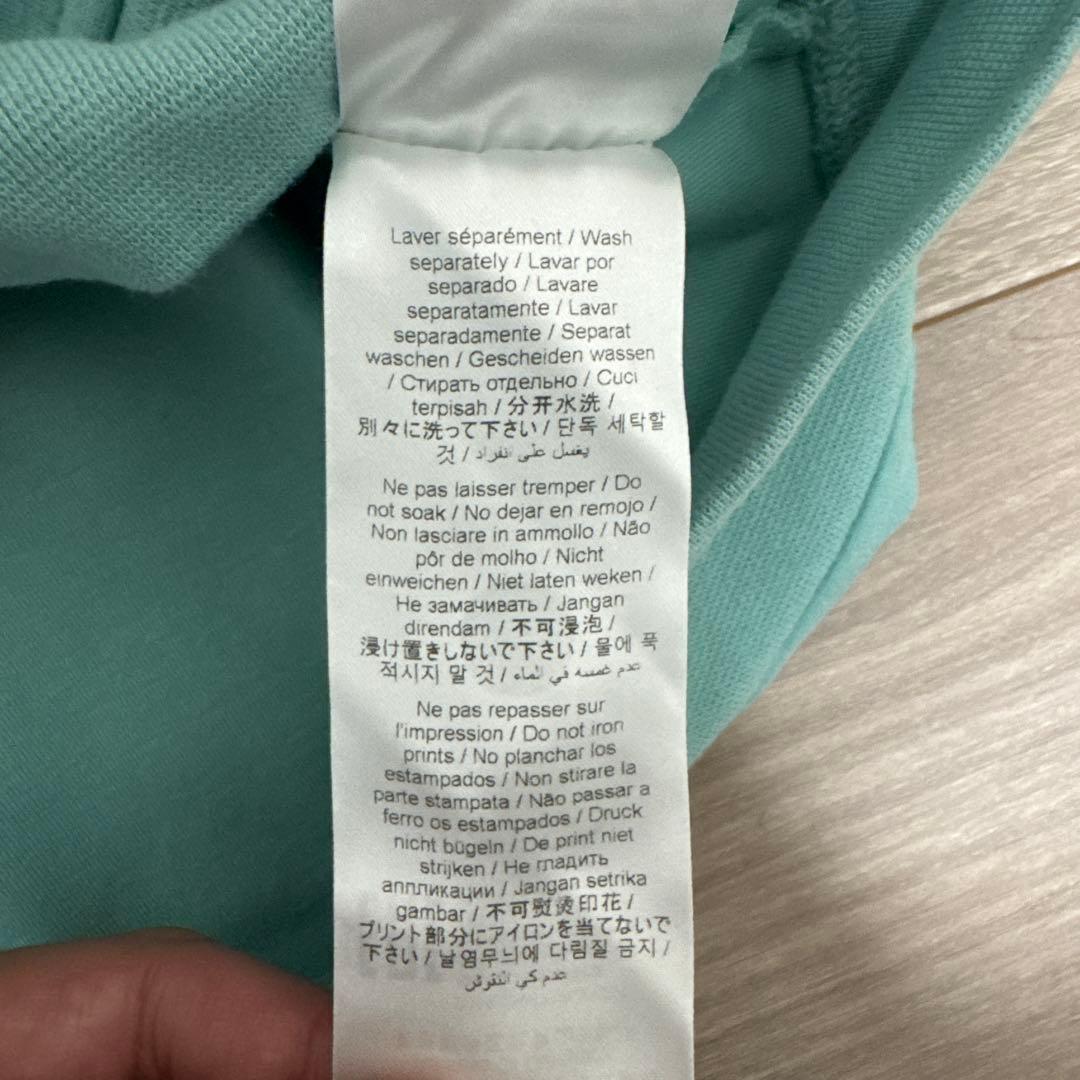 Laver séparément / Wash
separately / Lavar por
separado / Lavare
separatamente / Lavar
separadamente / Separat
waschen / Gescheiden wassen
/ Стирать отдельно / Cuci
terpisah / 分开水洗 /
別々に洗って下さい / 단독 세탁할
것 / يغسل على انفراد
Ne pas laisser tremper / Do
not soak / No dejar en remojo /
Non lasciare in ammollo / Não
pôr de molho / Nicht
einweichen / Niet laten weken /
Не замачивать / Jangan
direndam / 不可浸泡 /
浸け置きしないで下さい / 물에 푹
적시지 말 것 / عدم غمسه في الماء
Ne pas repasser sur
l'impression / Do not iron
prints / No planchar los
estampados / Non stirare la
parte stampata / Não passar a
ferro os estampados / Druck
nicht bügeln / De print niet
strijken / Не гладить
аппликации / Jangan setrika
gambar / 不可熨烫印花 /
プリント部分にアイロンを当てないで
下さい / 날염무늬에 다림질 금지 /
عدم كي النقوش